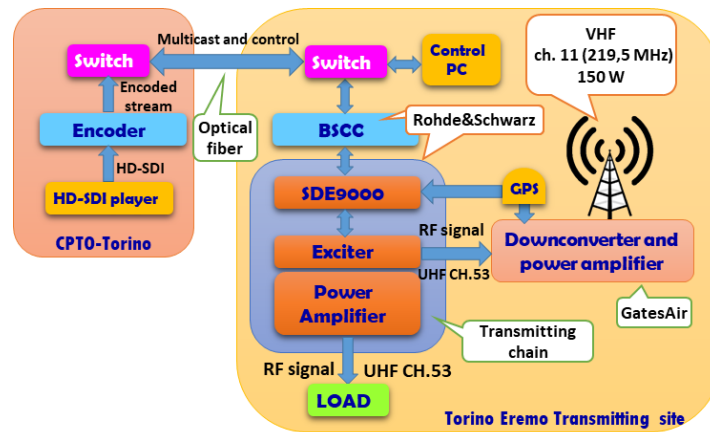 Multicast and control
Switch
Encoded
stream
Encoder
HD-SDI
HD-SDI player
CPTO-Torino
Optical
fiber
Switch
Control
PC
BSCC
Rohde&Schwarz
VHF
ch. 11 (219,5 MHz)
150 W
SDE9000
GPS
Exciter
RF signal
UHF CH.53
Downconverter and
power amplifier
Power
Amplifier
GatesAir
Transmitting
chain
RF signal
UHF CH.53
LOAD
Torino Eremo Transmitting site